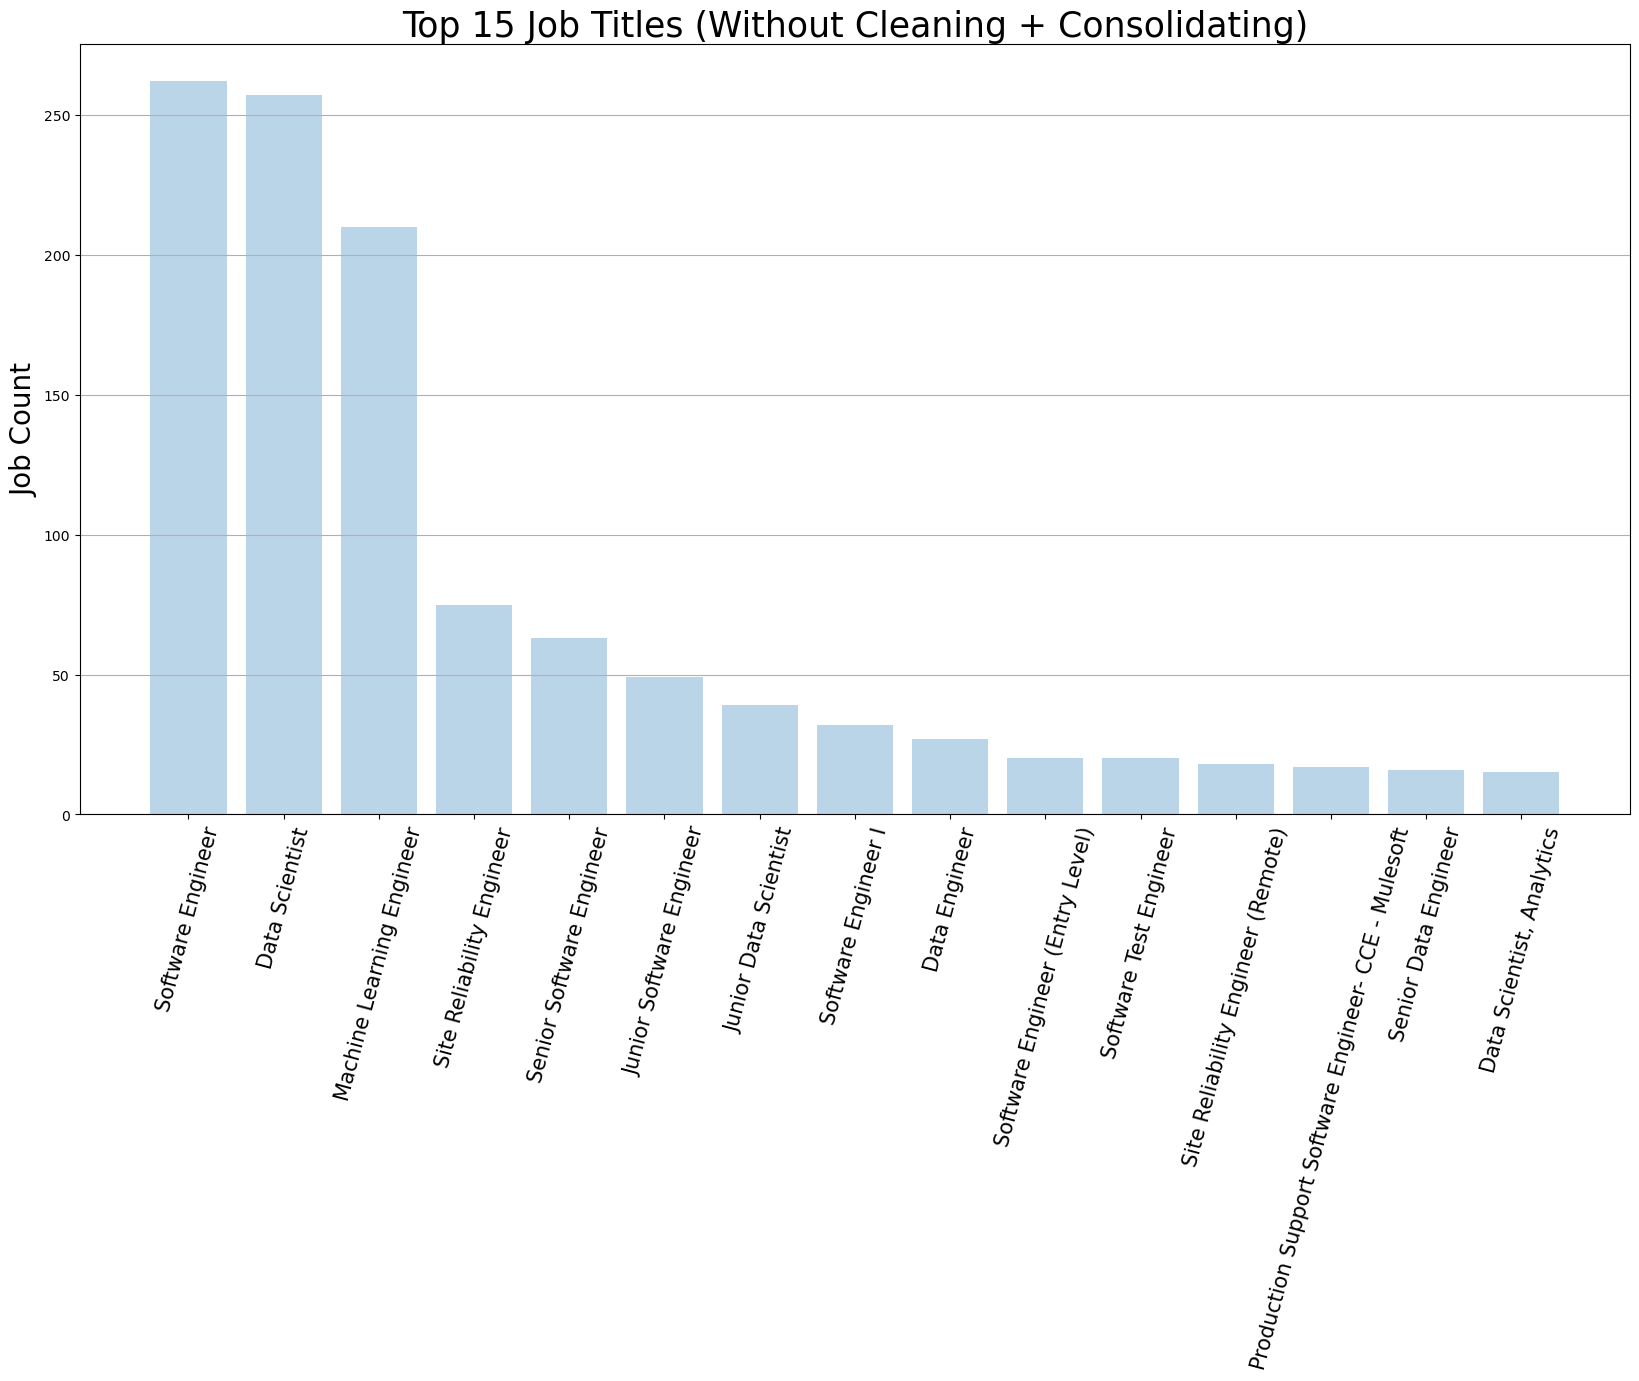 Top 15 Job Titles (Without Cleaning + Consolidating)
Job Count
250
200
150
100
50
0
Software Engineer
Data Scientist
Machine Learning Engineer
Site Reliability Engineer
Senior Software Engineer
Junior Software Engineer
Junior Data Scientist
Software Engineer I
Data Engineer
Software Engineer (Entry Level)
Software Test Engineer
Site Reliability Engineer (Remote)
Production Support Software Engineer- CCE - Mulesoft
Senior Data Engineer
Data Scientist, Analytics